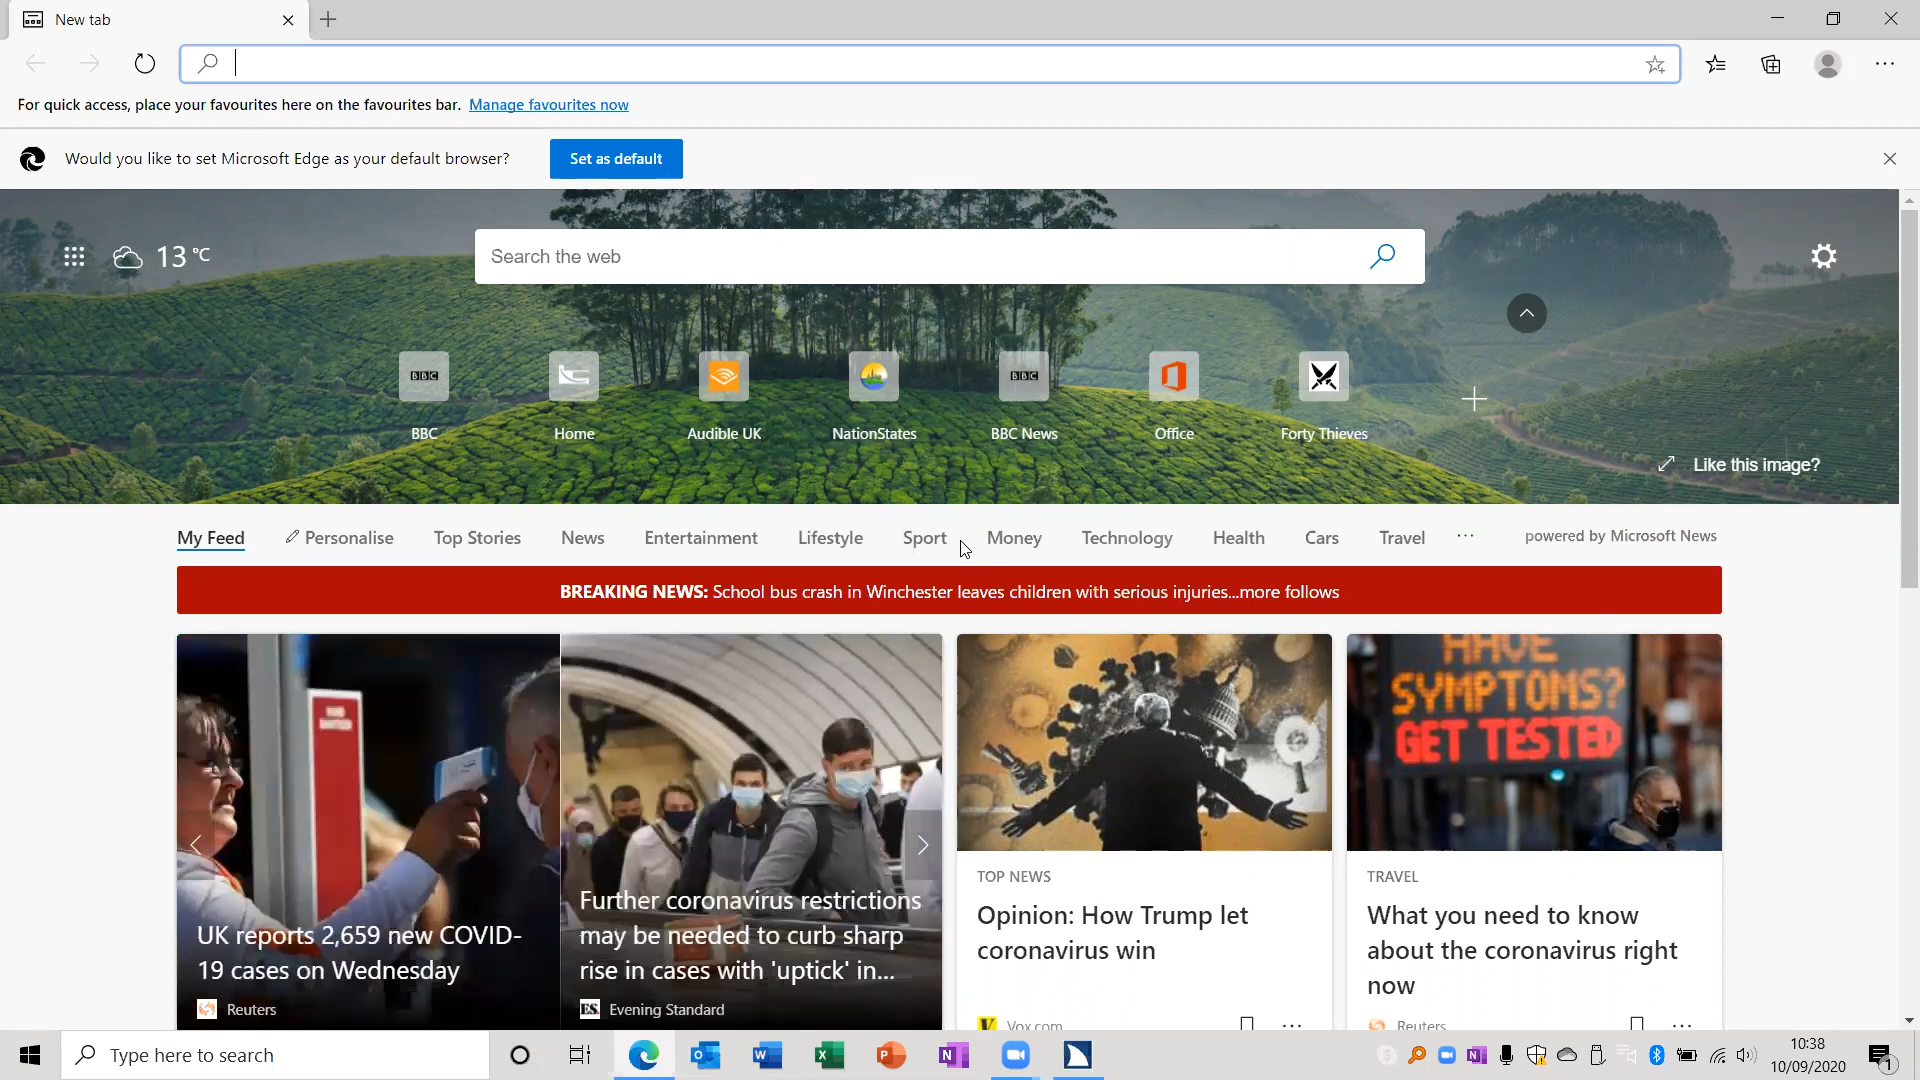 New tab
For quick access, place your favourites here on the favourites bar. Manage favourites now
Would you like to set Microsoft Edge as your default browser? Set as default
13 °C
Search the web
BBC
BBC
BBC Home Audible UK NationStates BBC News Office Forty Thieves
Like this image?
My Feed Personalise Top Stories News Entertainment Lifestyle Sport Money Technology Health Cars Travel ... powered by Microsoft News
BREAKING NEWS: School bus crash in Winchester leaves children with serious injuries...more follows
HAVE
SYMPTOMS?
GET TESTED
UK reports 2,659 new COVID-
19 cases on Wednesday
Reuters
Further coronavirus restrictions
may be needed to curb sharp
rise in cases with 'uptick' in...
ES Evening Standard
TOP NEWS
Opinion: How Trump let
coronavirus win
Vox.com
TRAVEL
What you need to know
about the coronavirus right
now
Reuters
Type here to search
10:38
10/09/2020
1